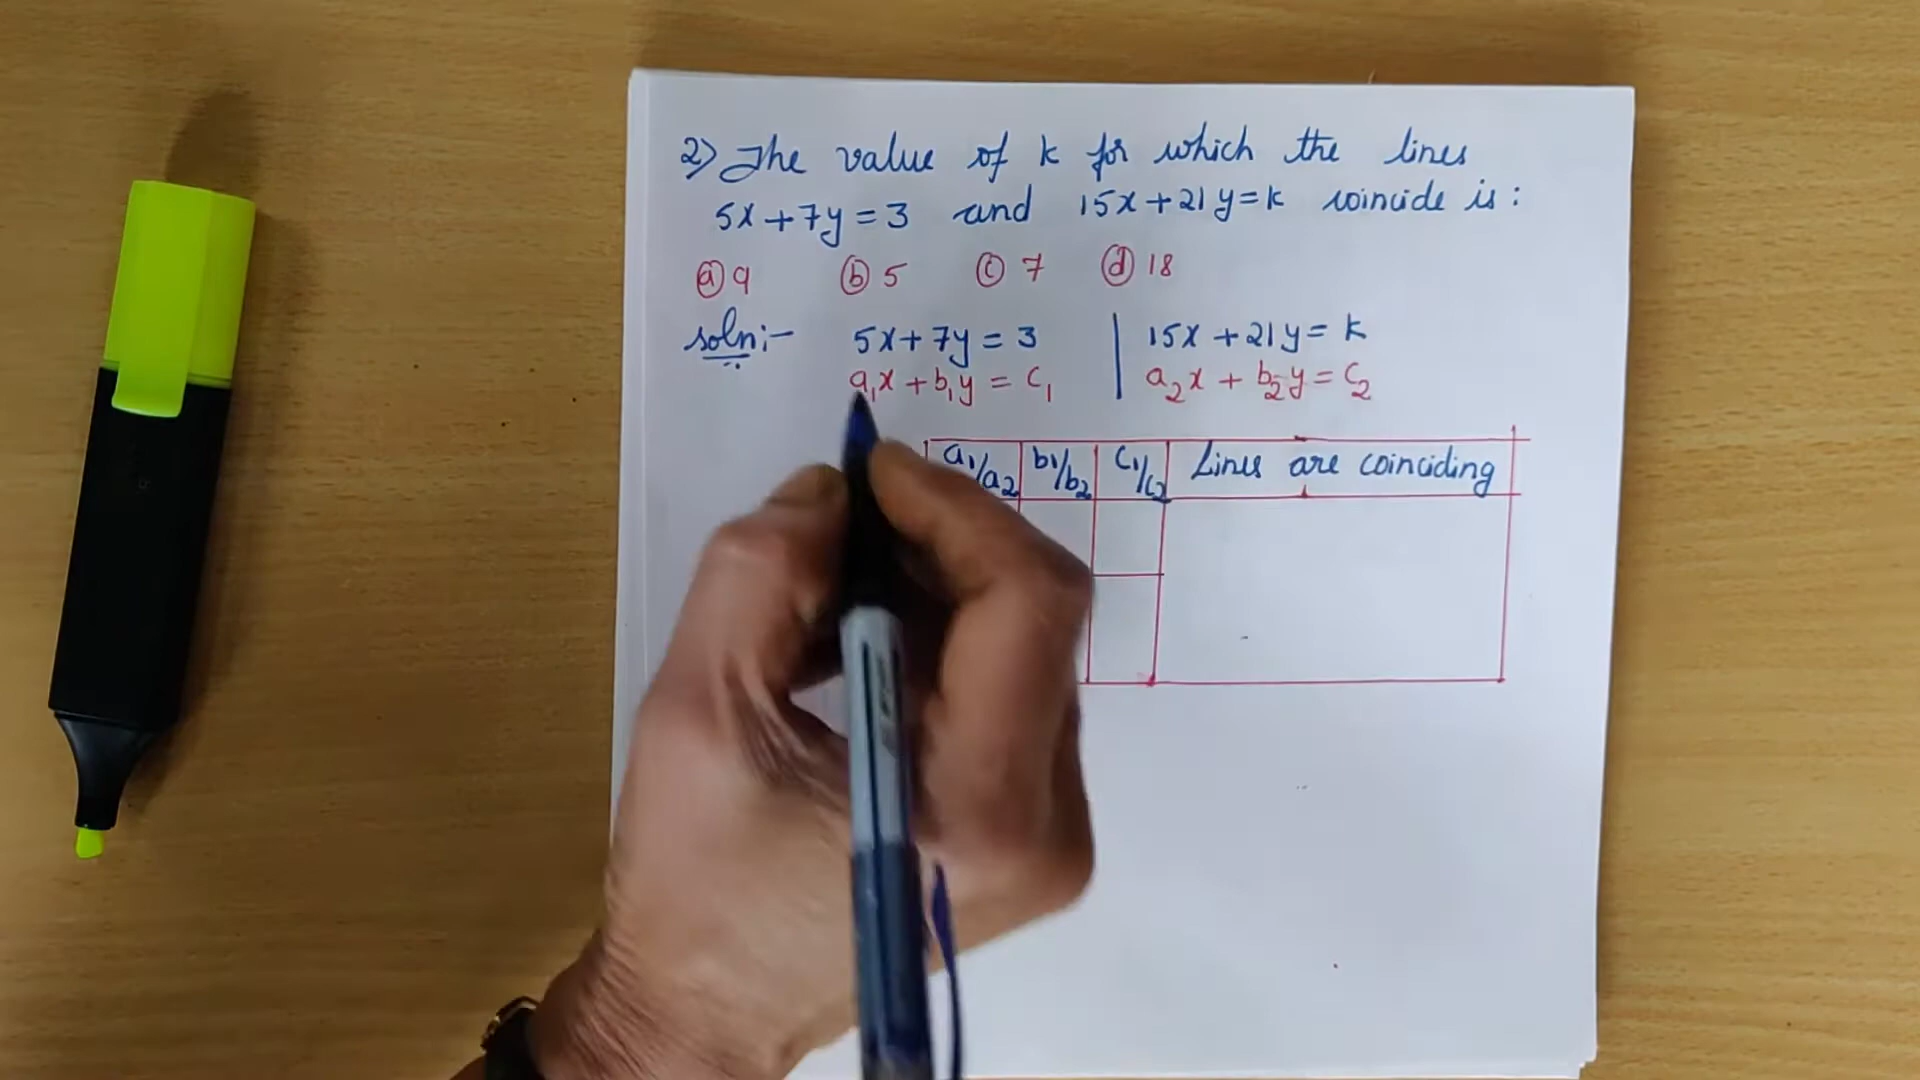 2) The value of k for which the lines
5x+7y=3 and 15x+21y=k coincide is:
ⓐ 9 ⓑ 5 ⓒ 7 ⓓ 18
soln:- 5x+7y=3 | 15x+21y=k
a₁x+b₁y=c₁ | a₂x+b₂y=c₂
a₁/a₂ b₁/b₂ c₁/c₂ Lines are coinciding